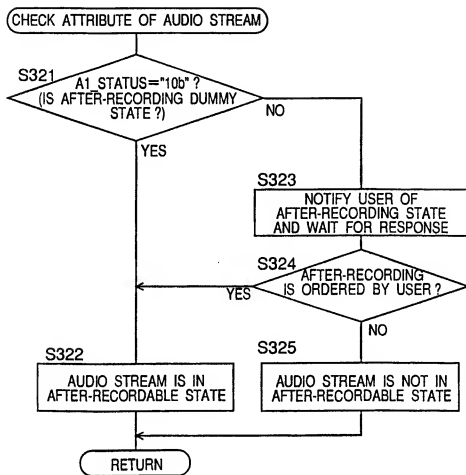 CHECK ATTRIBUTE OF AUDIO STREAM
S321
A1_STATUS="10b" ?
(IS AFTER-RECORDING DUMMY
STATE ?)
NO
YES
S323
NOTIFY USER OF
AFTER-RECORDING STATE
AND WAIT FOR RESPONSE
S324
AFTER-RECORDING
IS ORDERED BY USER ?
YES
NO
S322
AUDIO STREAM IS IN
AFTER-RECORDABLE STATE
S325
AUDIO STREAM IS NOT IN
AFTER-RECORDABLE STATE
RETURN